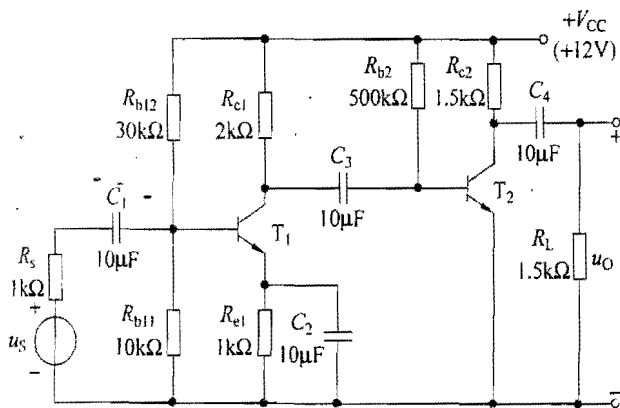 +V_CC
(+12V)
R_b12
30kΩ
R_c1
2kΩ
R_b2
500kΩ
R_c2
1.5kΩ
C_4
10μF
+
C_3
10μF
T_2
C_1
10μF
T_1
R_s
1kΩ
+
u_S
-
R_b11
10kΩ
R_e1
1kΩ
C_2
10μF
R_L
1.5kΩ
u_O
-